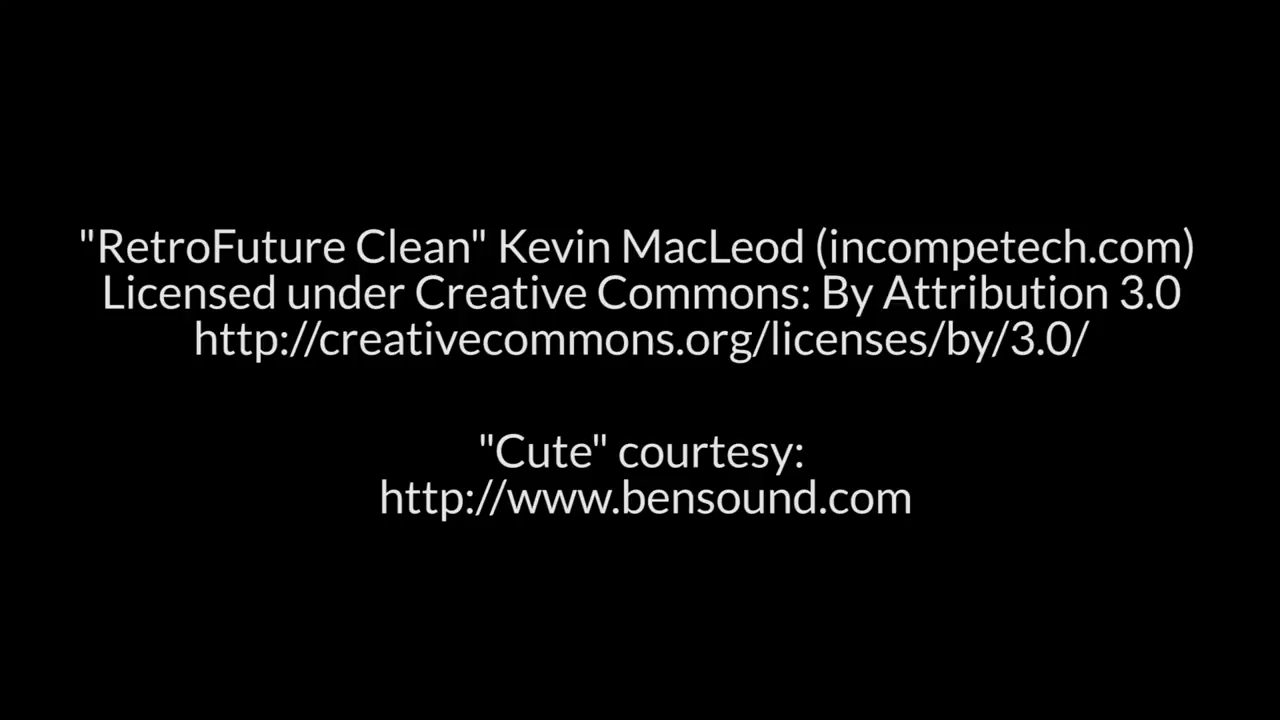 "RetroFuture Clean" Kevin MacLeod (incompetech.com)
Licensed under Creative Commons: By Attribution 3.0
http://creativecommons.org/licenses/by/3.0/
"Cute" courtesy:
http://www.bensound.com